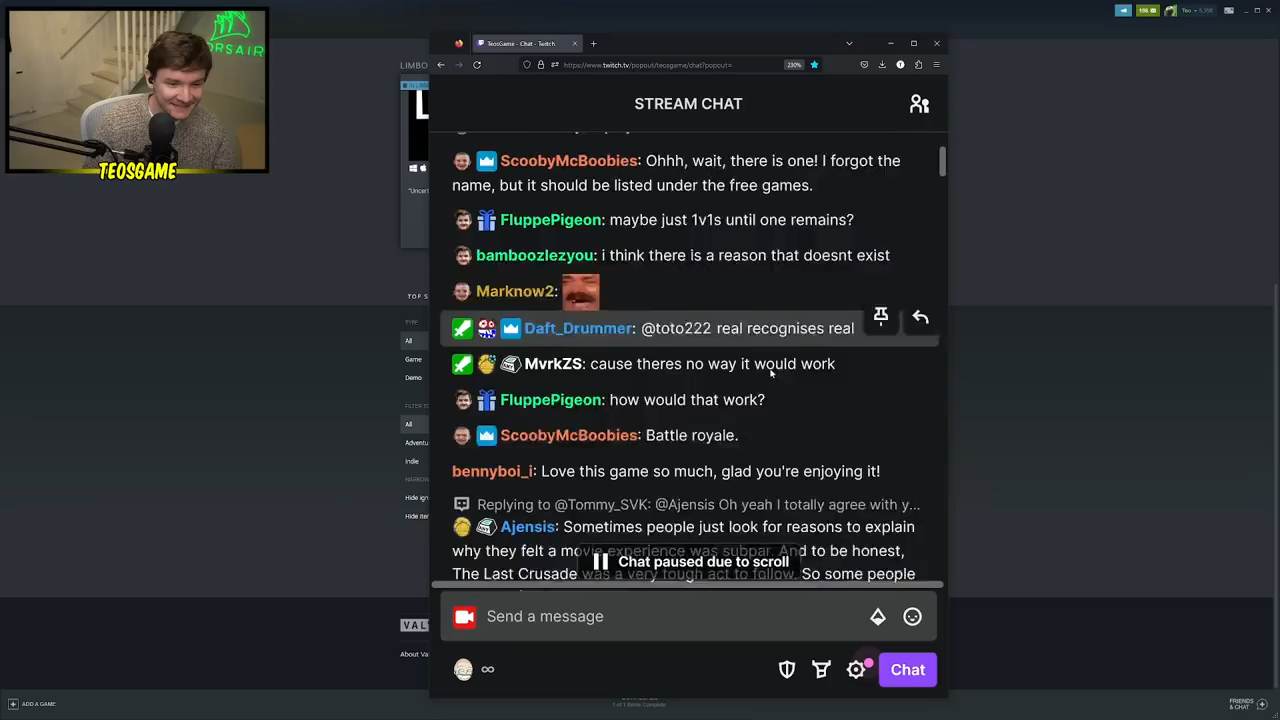 ORSAIR
TEOSGAME
LIMBO
TOP S
TYPE
All
Game
Demo
All
Indie
Hide ign
About Va
ADD A GAME
TeosGame - Chat - Twitch
https://www.twitch.tv/popout/teosgame/chat?popout=
230%
STREAM CHAT
ScoobyMcBoobies: Ohhh, wait, there is one! I forgot the
name, but it should be listed under the free games.
FluppePigeon: maybe just 1v1s until one remains?
bamboozlezyou: i think there is a reason that doesnt exist
Marknow2:
Daft_Drummer: @toto222 real recognises real
MvrkZS: cause theres no way it would work
FluppePigeon: how would that work?
ScoobyMcBoobies: Battle royale.
bennyboi_i: Love this game so much, glad you're enjoying it!
Replying to @Tommy_SVK: @Ajensis Oh yeah I totally agree with y...
Ajensis: Sometimes people just look for reasons to explain
why they felt a movie experience was subpar. And to be honest,
Chat paused due to scroll
The Last Crusade was a very tough act to follow. So some people
Send a message
Chat
1 of 1 Items Complete
FRIENDS
& CHAT